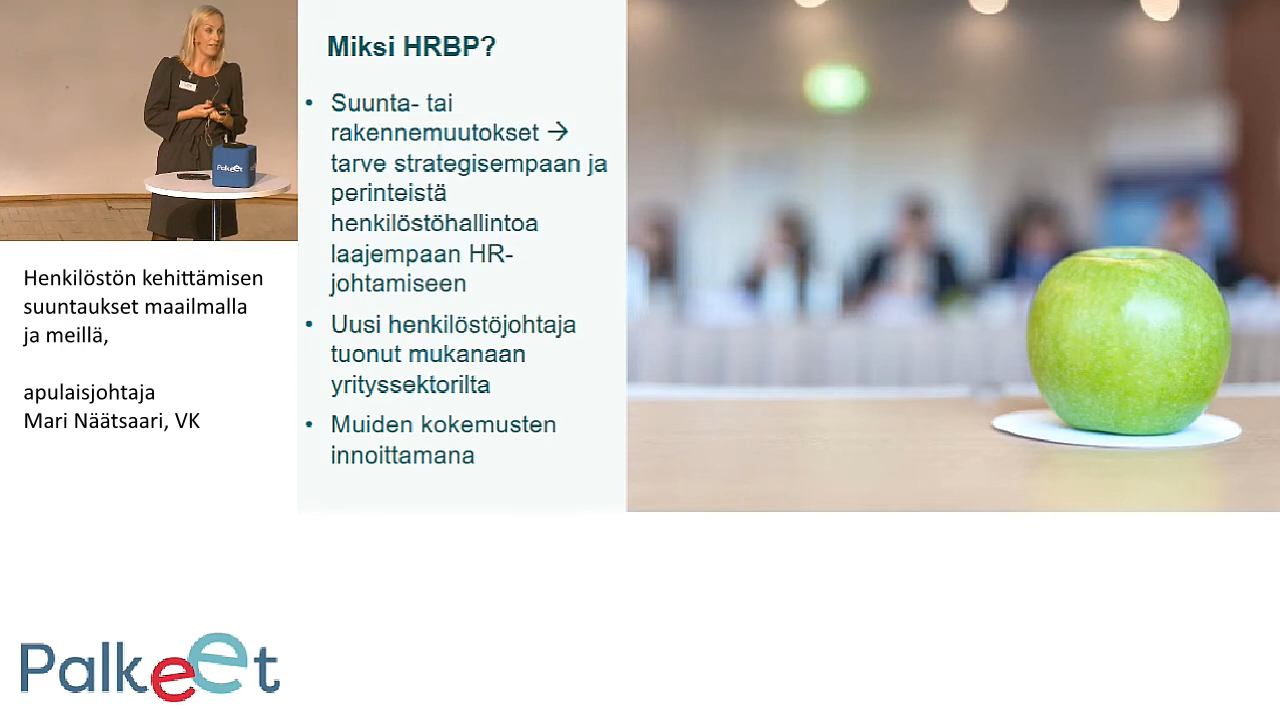 Palkeet
Henkilöstön kehittämisen
suuntaukset maailmalla
ja meillä,
apulaisjohtaja
Mari Näätsaari, VK
Miksi HRBP?
• Suunta- tai
rakennemuutokset →
tarve strategisempaan ja
perinteistä
henkilöstöhallintoa
laajempaan HR-
johtamiseen
• Uusi henkilöstöjohtaja
tuonut mukanaan
yrityssektorilta
• Muiden kokemusten
innoittamana
Palkeet